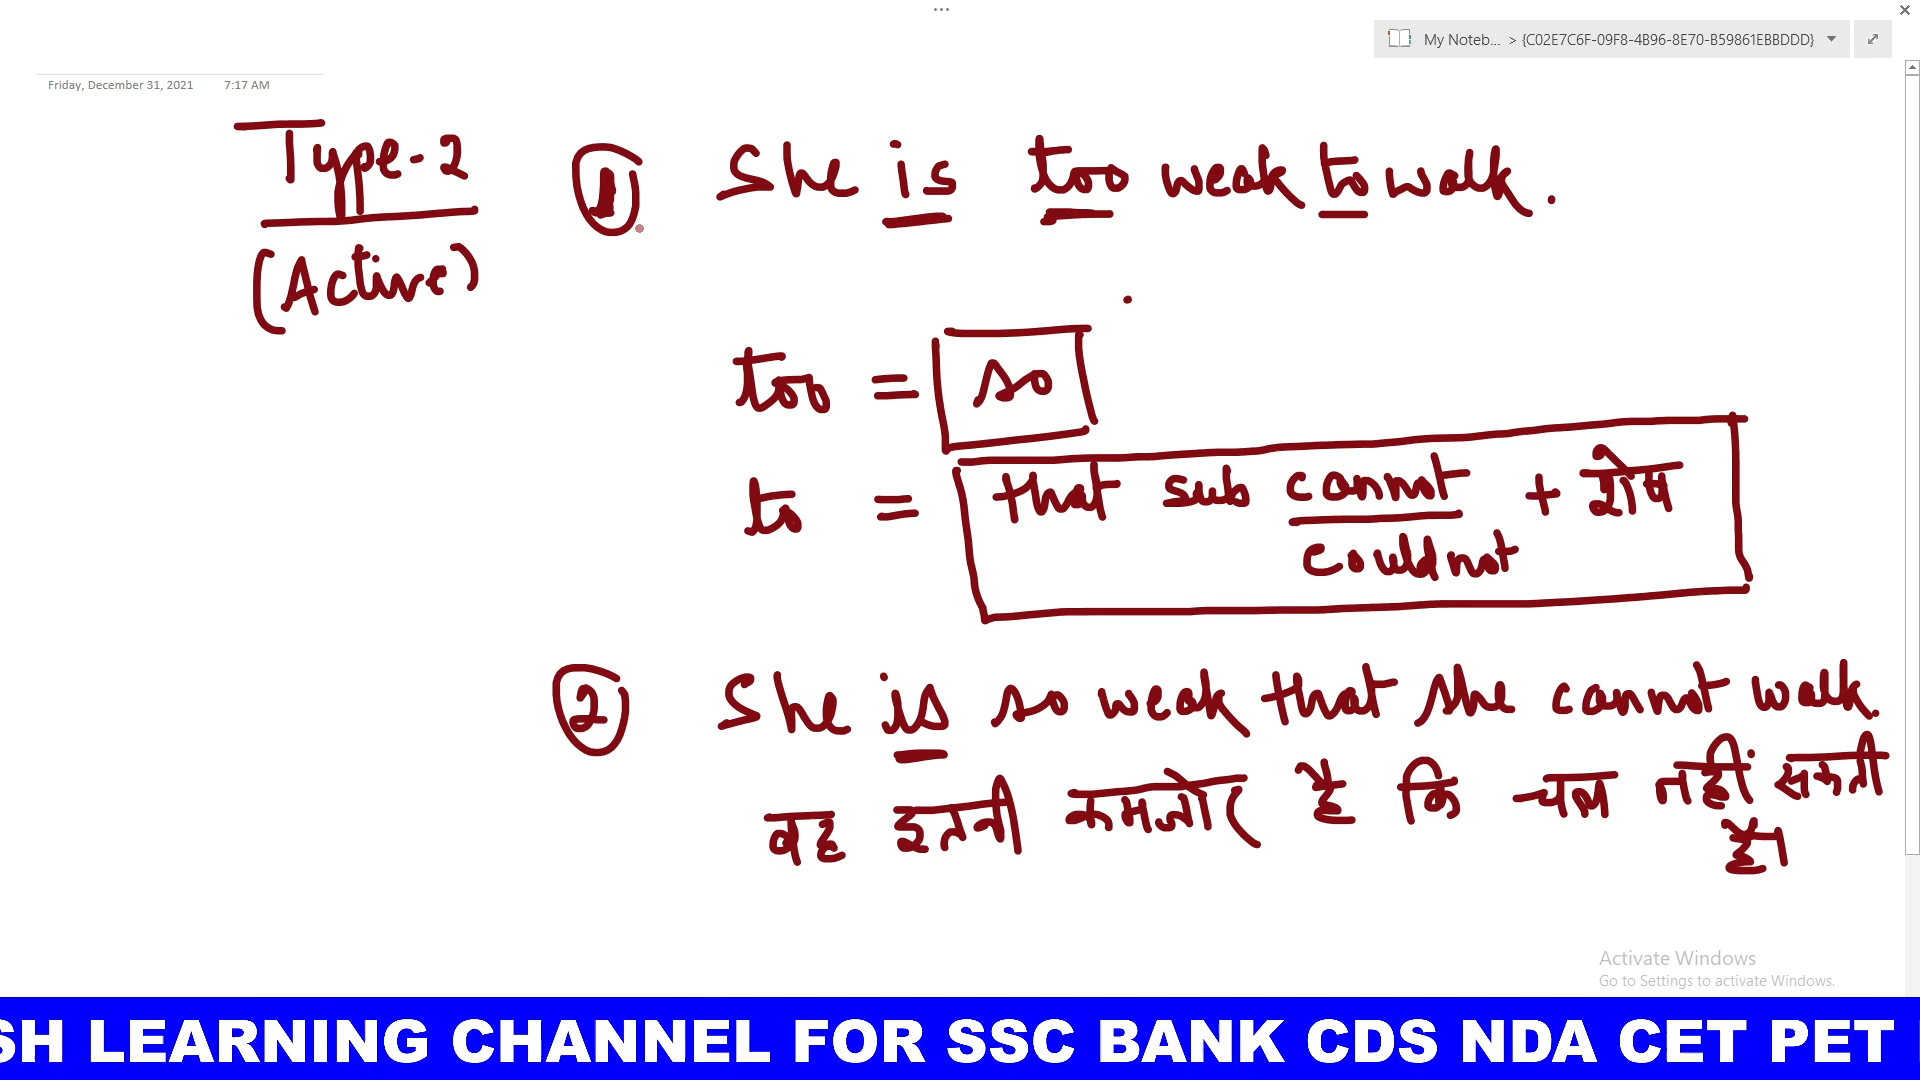 My Noteb... > {C02E7C6F-09F8-4B96-8E70-B59861EBBDDD}
Friday, December 31, 2021 7:17 AM
Type-2
(Active)
1 She is too weak to walk.
too = so
to = that sub cannot + शेष
could not
2 She is so weak that she cannot walk.
वह इतनी कमजोर है कि चल नहीं सकती
है।
Activate Windows
Go to Settings to activate Windows.
SH LEARNING CHANNEL FOR SSC BANK CDS NDA CET PET